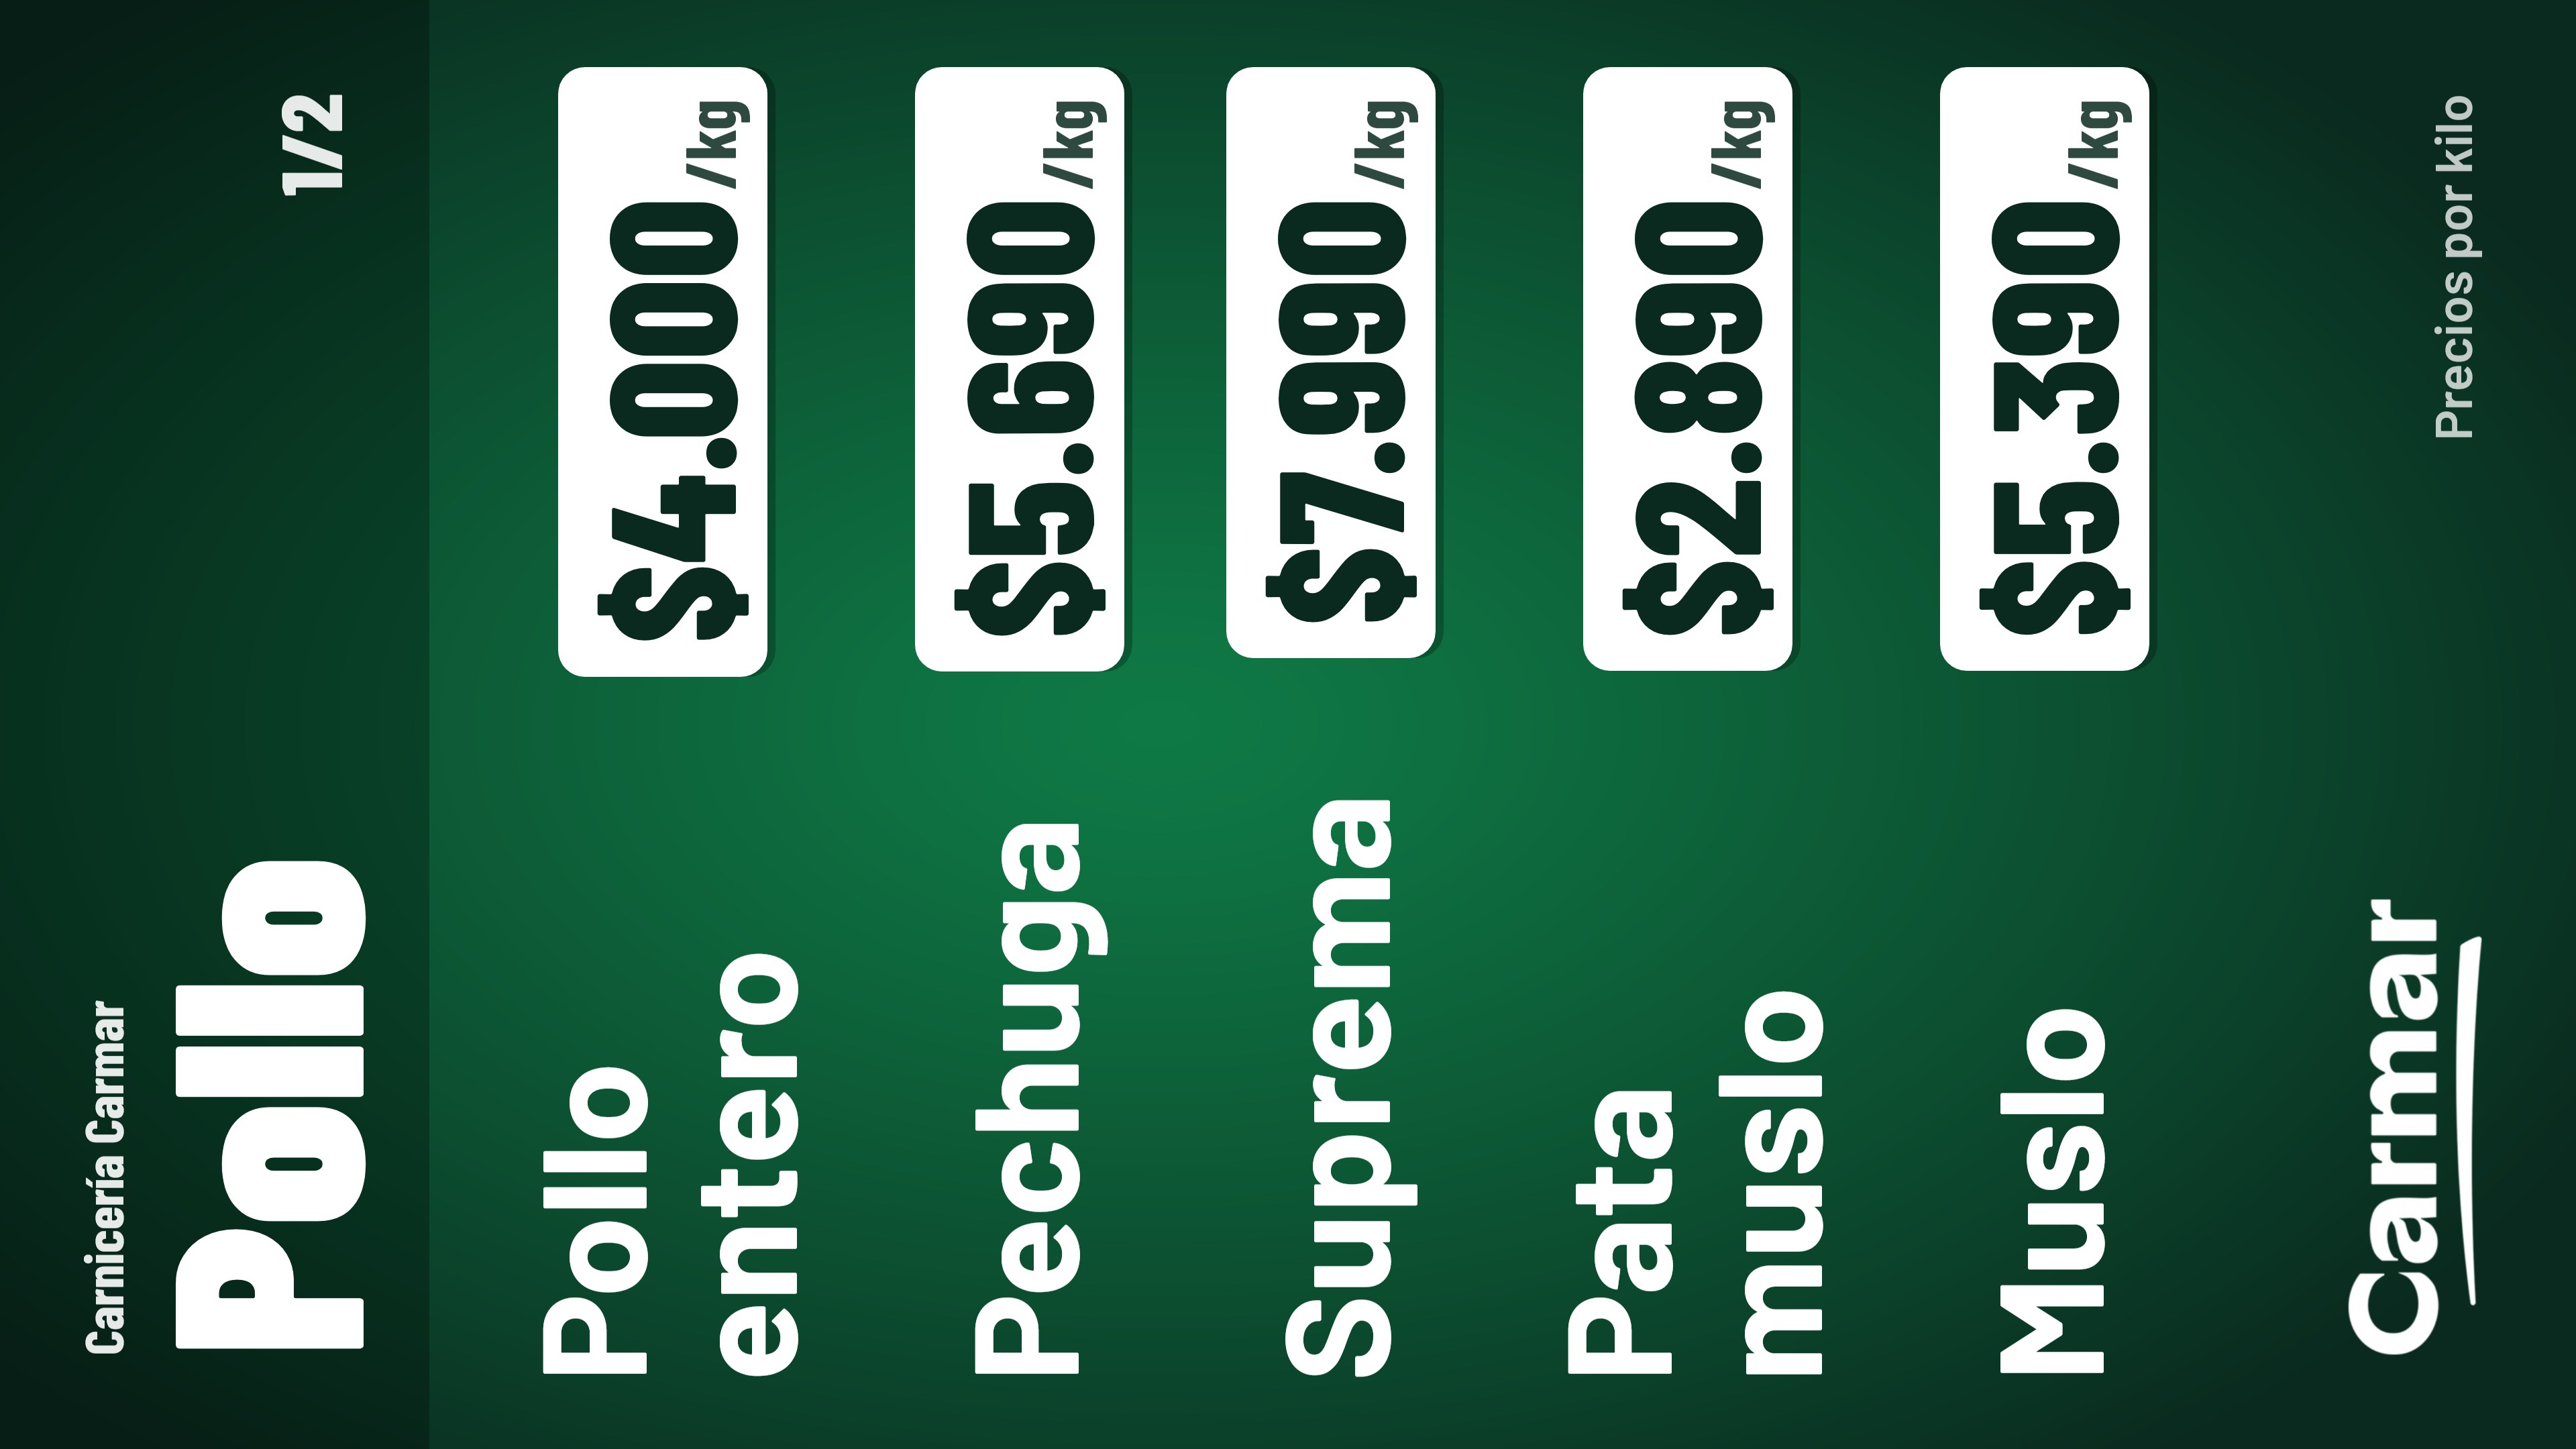 Carnicería Carmar
Pollo
1/2
Pollo
entero
$4.000/kg
Pechuga
$5.690/kg
Suprema
$7.990/kg
Pata
muslo
$2.890/kg
Muslo
$5.390/kg
Carmar
Precios por kilo